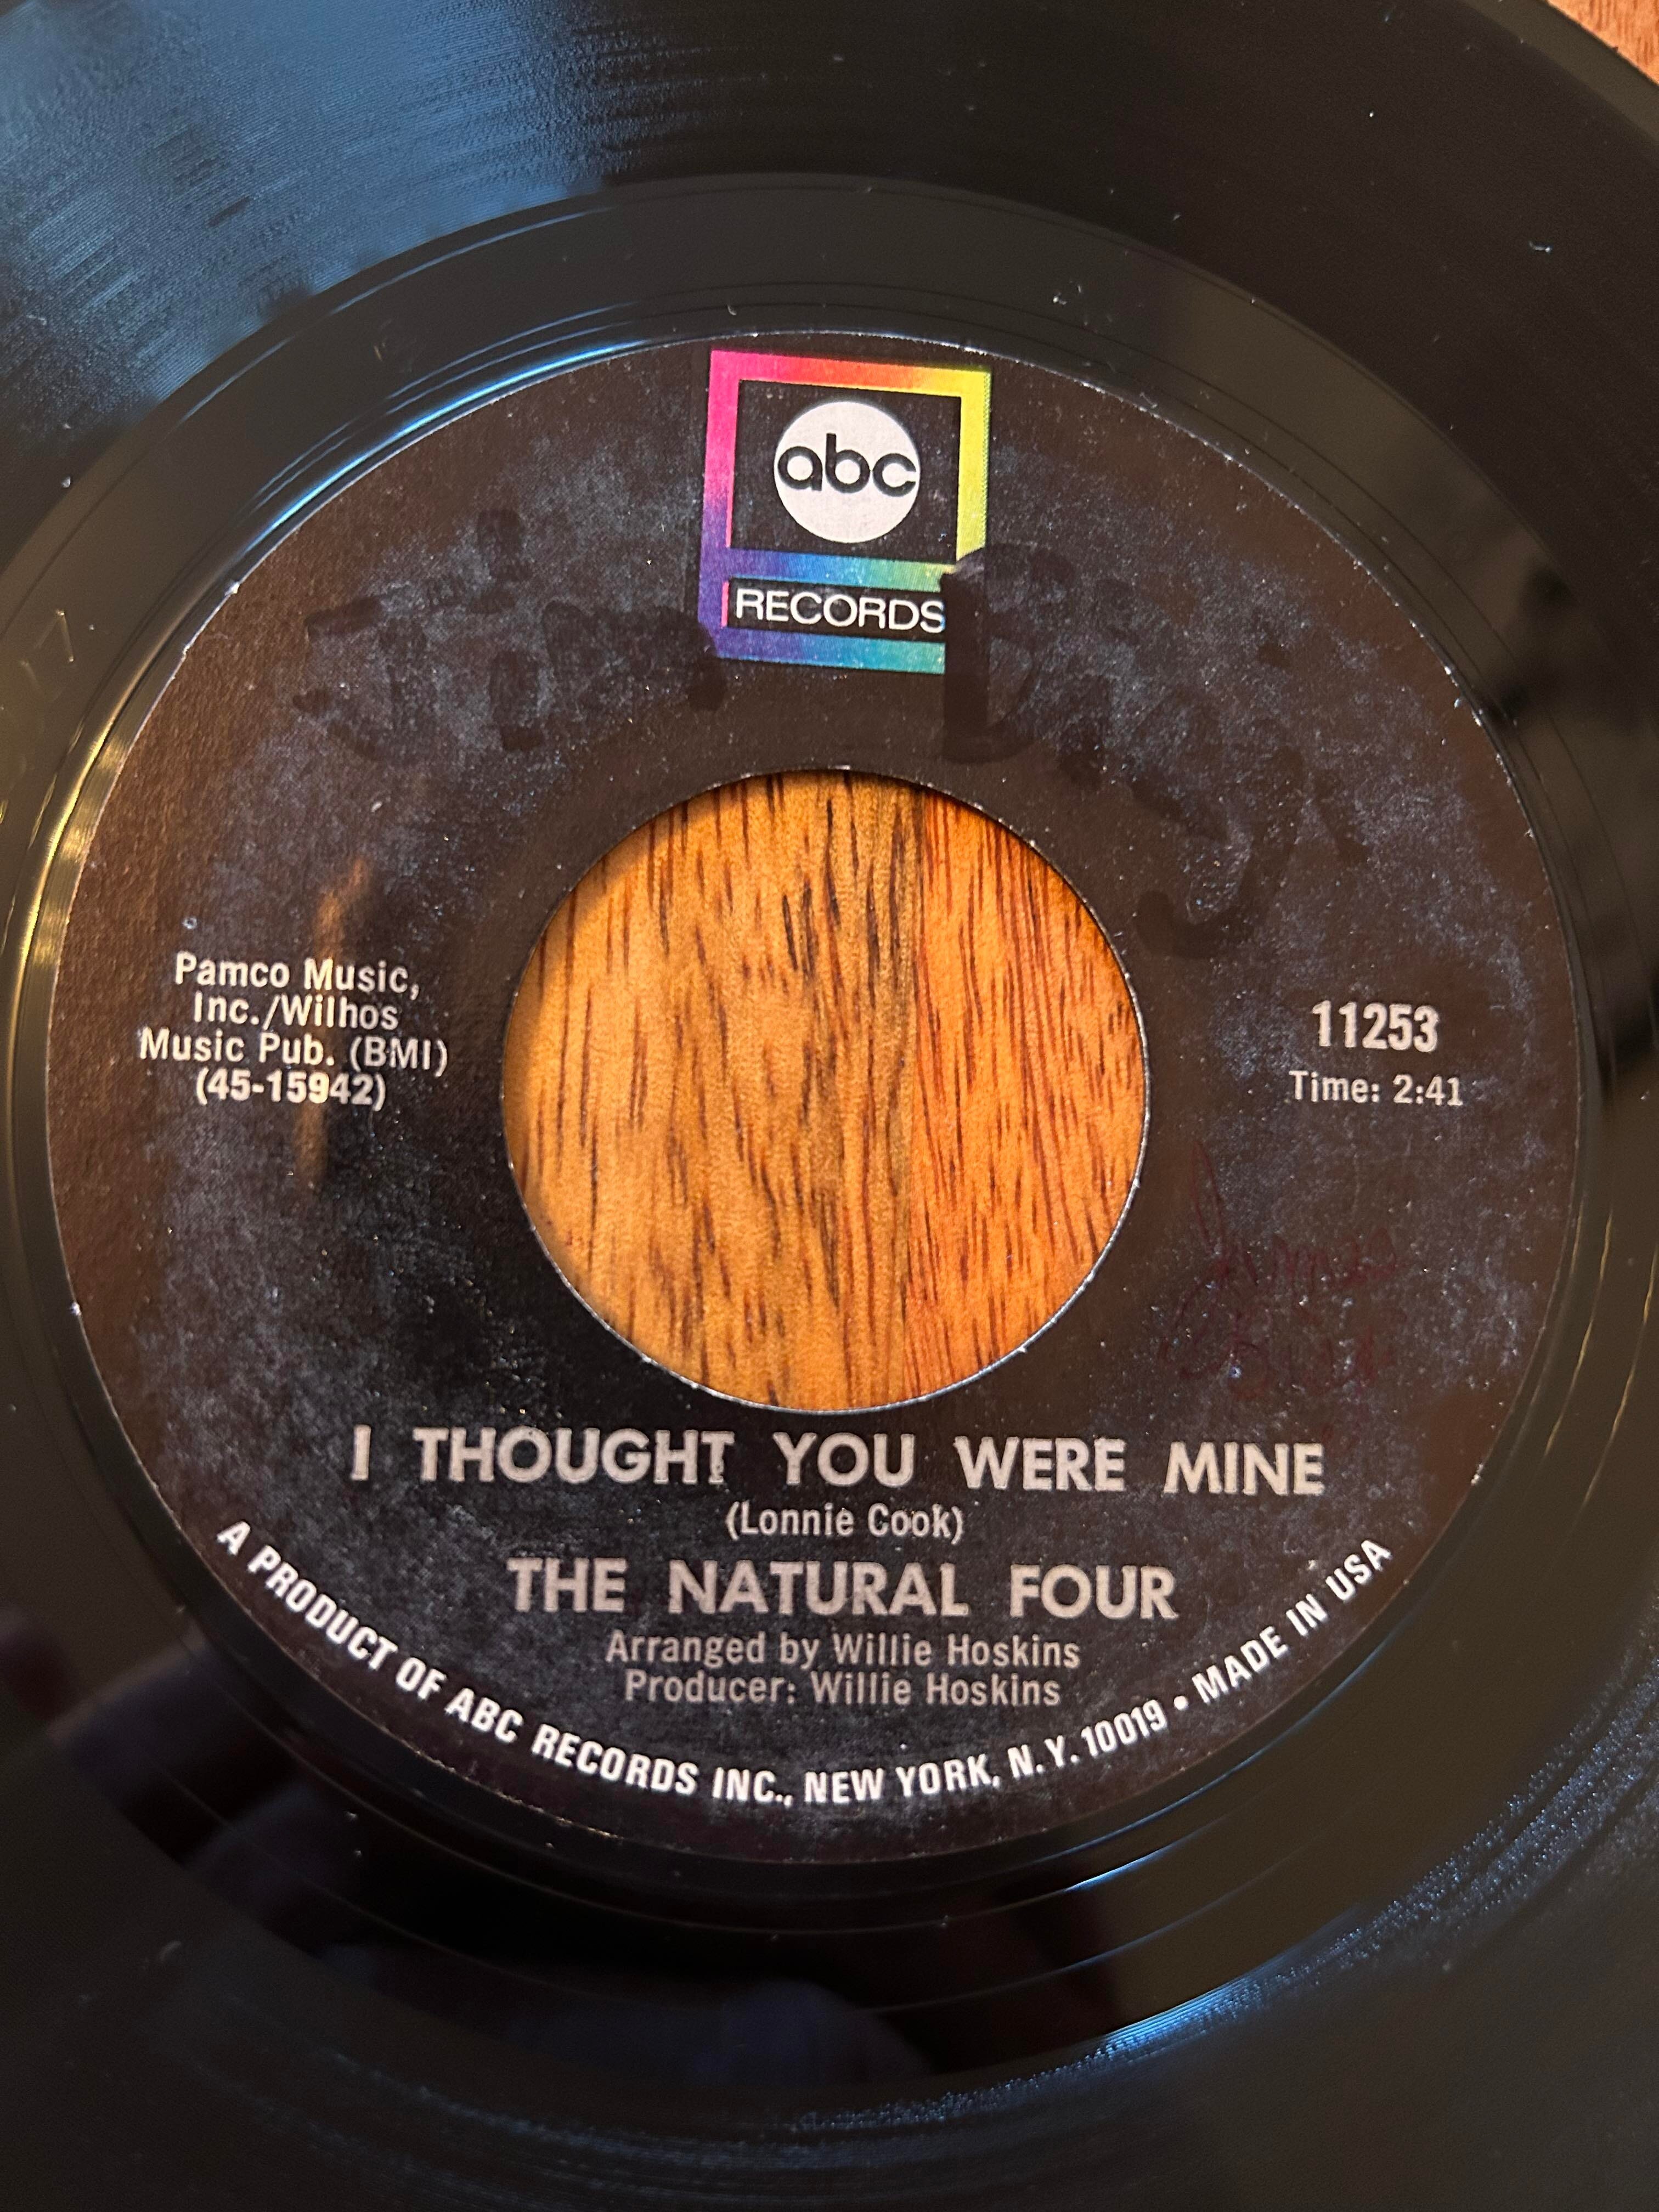 abc
RECORDS
Pamco Music,
Inc./Wilhos
Music Pub. (BMI)
(45-15942)
11253
Time: 2:41
I THOUGHT YOU WERE MINE
(Lonnie Cook)
THE NATURAL FOUR
Arranged by Willie Hoskins
Producer: Willie Hoskins
A PRODUCT OF ABC RECORDS INC., NEW YORK, N.Y. 10019 • MADE IN USA